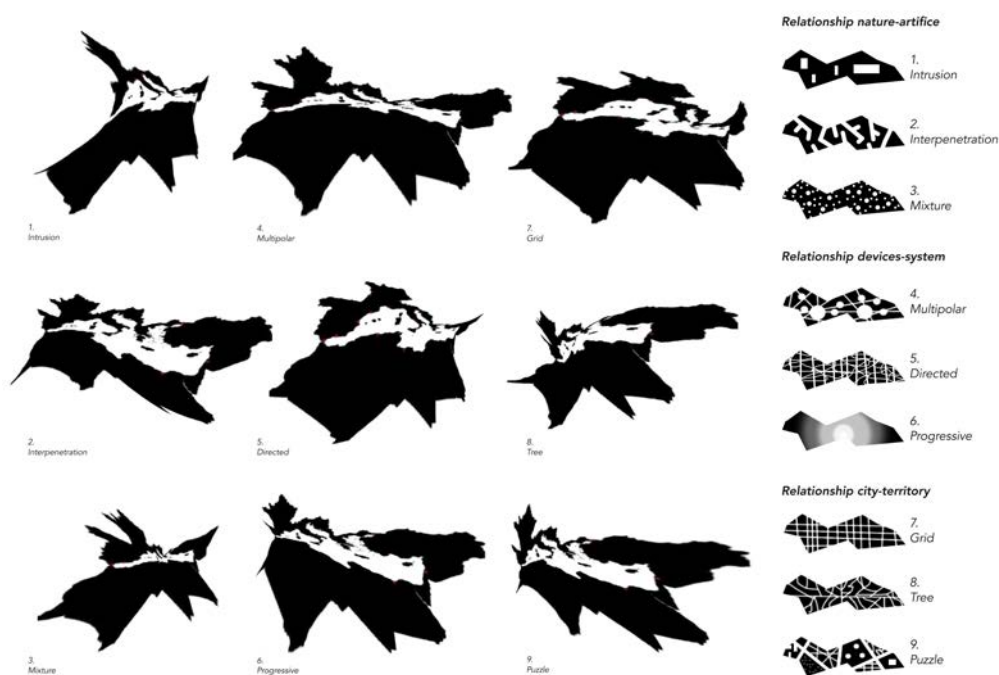 1.
Intrusion
4.
Multipolar
7.
Grid
2.
Interpenetration
5.
Directed
8.
Tree
3.
Mixture
6.
Progressive
9.
Puzzle
Relationship nature-artifice
1.
Intrusion
2.
Interpenetration
3.
Mixture
Relationship devices-system
4.
Multipolar
5.
Directed
6.
Progressive
Relationship city-territory
7.
Grid
8.
Tree
9.
Puzzle